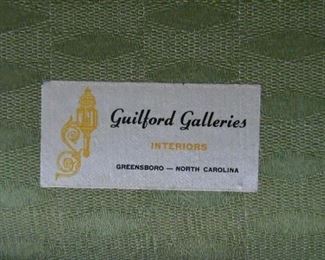 Guilford Galleries
INTERIORS
GREENSBORO — NORTH CAROLINA